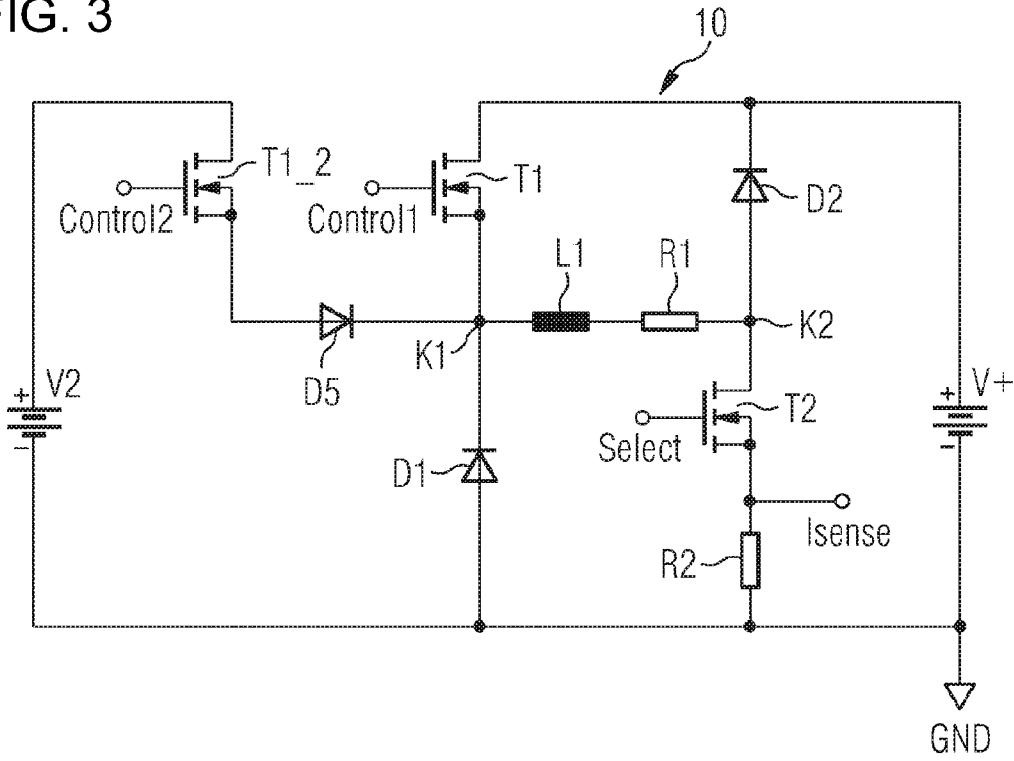 FIG. 3
10
T1_2
T1
D2
Control2
Control1
L1
R1
K1
K2
D5
V2
+
-
V+
+
-
T2
Select
D1
Isense
R2
GND